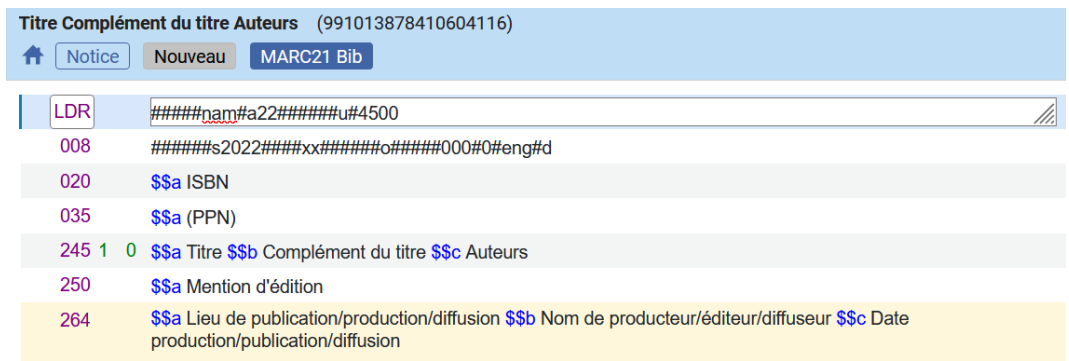 Titre Complément du titre Auteurs (991013878410604116)
Notice Nouveau MARC21 Bib
LDR #####nam#a22######u#4500
008 ######s2022####xx######o#####000#0#eng#d
020 $$a ISBN
035 $$a (PPN)
245 1 0 $$a Titre $$b Complément du titre $$c Auteurs
250 $$a Mention d'édition
264 $$a Lieu de publication/production/diffusion $$b Nom de producteur/éditeur/diffuseur $$c Date
production/publication/diffusion